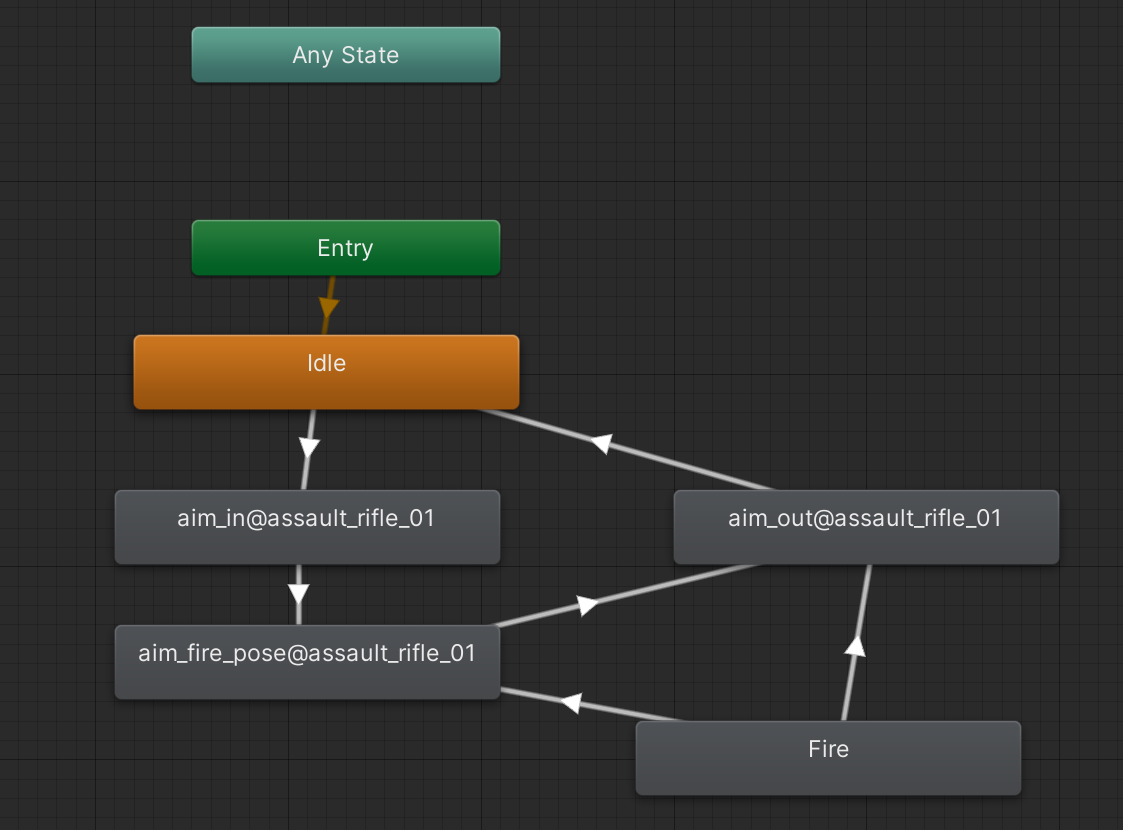 Any State
Entry
Idle
aim_in@assault_rifle_01
aim_out@assault_rifle_01
aim_fire_pose@assault_rifle_01
Fire